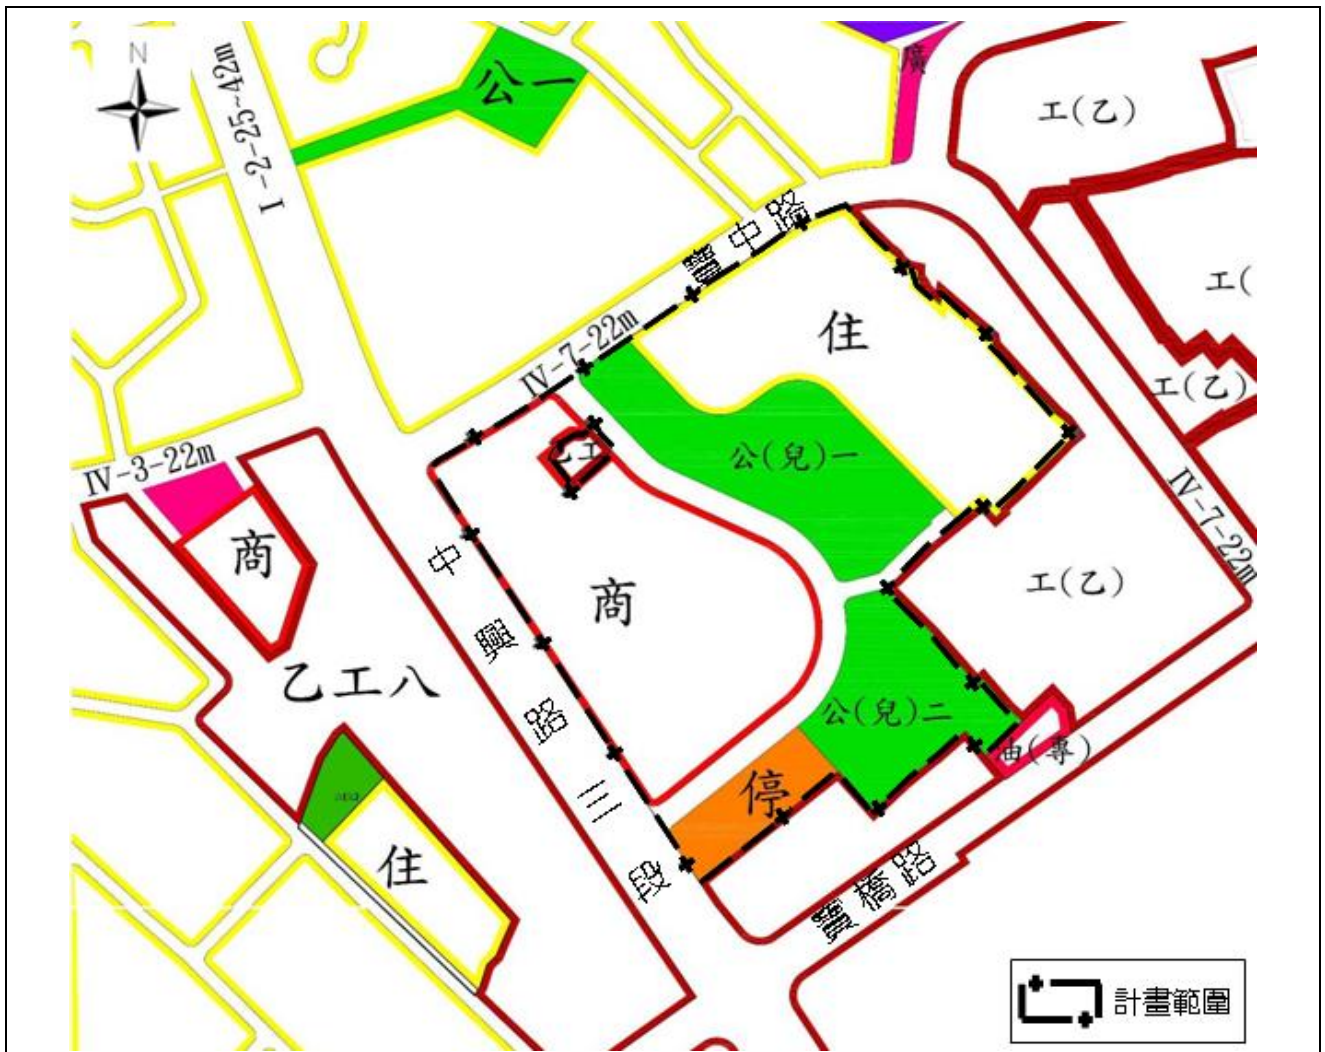 N
I-2-25~42m
公一
廣
工(乙)
寶中路
工(
住
IV-7-22m
工(乙)
乙工
公(兒)一
IV-3-22m
商
IV-7-22m
中興路三段
商
工(乙)
乙工八
公(兒)二
油(專)
停
住
寶橋路
計畫範圍